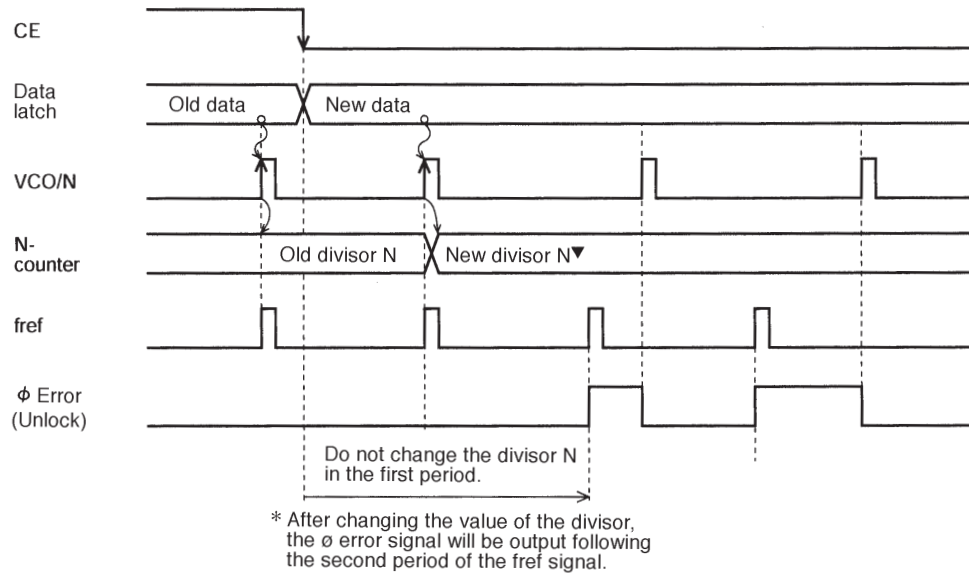 CE
Data
latch
Old data
New data
VCO/N
N-
counter
Old divisor N
New divisor N▼
fref
ϕ Error
(Unlock)
Do not change the divisor N
in the first period.
* After changing the value of the divisor,
the ø error signal will be output following
the second period of the fref signal.